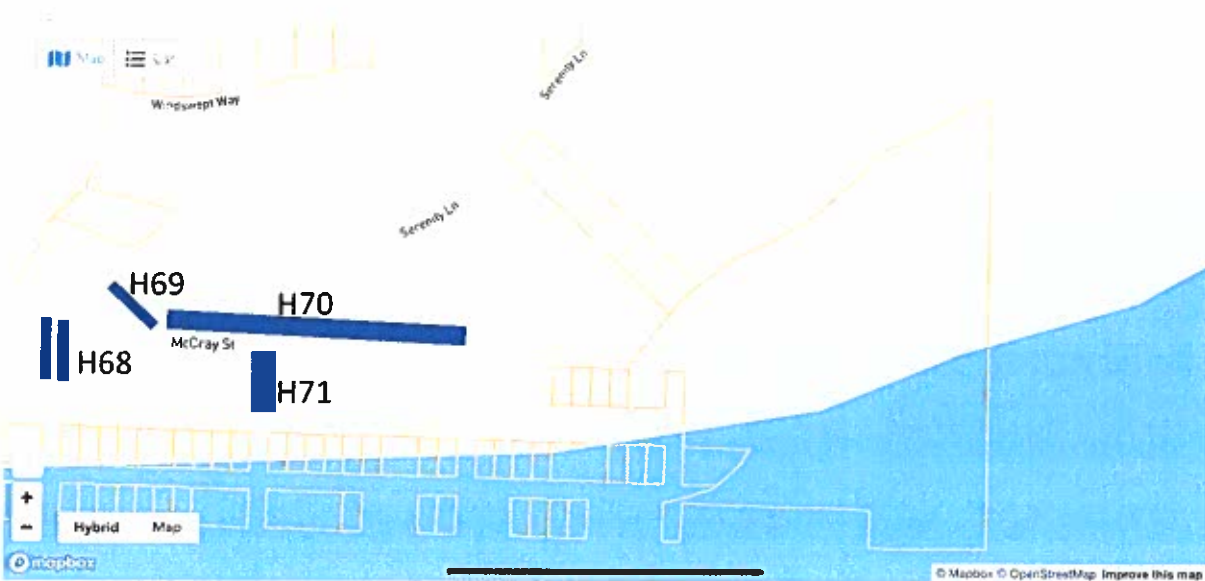 Map
Windswept Way
Serenity Ln
Serenity Ln
H69
H70
McCray St
H68
H71
+
−
Hybrid Map
mapbox
© Mapbox © OpenStreetMap Improve this map